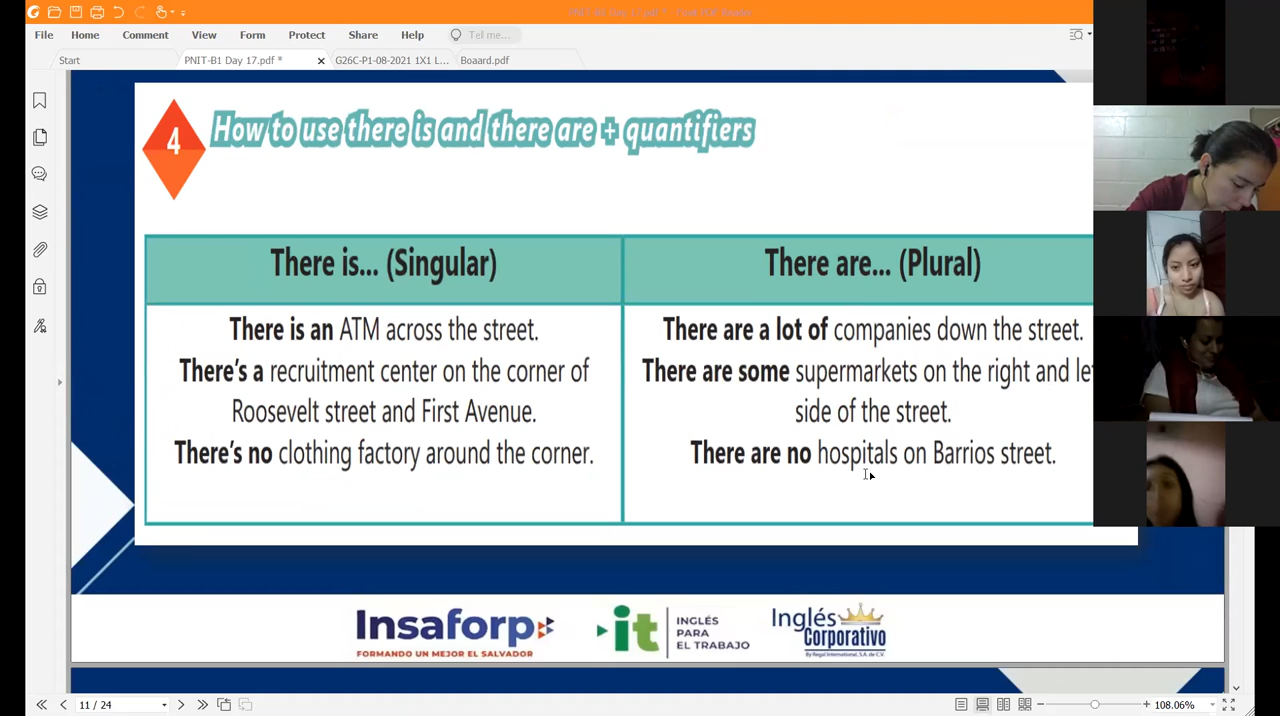 File Home Comment View Form Protect Share Help Tell me...
Start PNIT-B1 Day 17.pdf * G26C-P1-08-2021 1X1 L... Boaard.pdf
4
How to use there is and there are + quantifiers
There is... (Singular)
There is an ATM across the street.
There's a recruitment center on the corner of
Roosevelt street and First Avenue.
There's no clothing factory around the corner.
There are... (Plural)
There are a lot of companies down the street.
There are some supermarkets on the right and le
side of the street.
There are no hospitals on Barrios street.
Insaforp
FORMANDO UN MEJOR EL SALVADOR
it
INGLÉS
PARA
EL TRABAJO
Inglés
Corporativo
By Regal International, S.A. de C.V.
11 / 24
108.06%